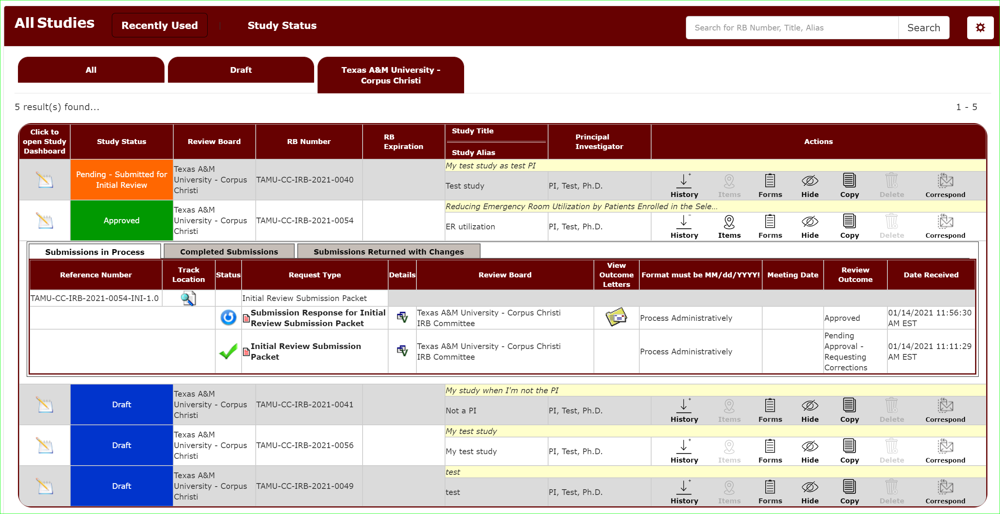 All Studies
Recently Used
Study Status
Search for RB Number, Title, Alias
Search
All
Draft
Texas A&M University -
Corpus Christi
5 result(s) found...
1 - 5
Click to
open Study
Dashboard
Study Status
Review Board
RB Number
RB
Expiration
Study Title
Study Alias
Principal
Investigator
Actions
Pending - Submitted for
Initial Review
Texas A&M
University - Corpus
Christi
TAMU-CC-IRB-2021-0040
My test study as test PI
Test study
PI, Test, Ph.D.
History
Items
Forms
Hide
Copy
Delete
Correspond
Approved
Texas A&M
University - Corpus
Christi
TAMU-CC-IRB-2021-0054
Reducing Emergency Room Utilization by Patients Enrolled in the Sele...
ER utilization
PI, Test, Ph.D.
History
Items
Forms
Hide
Copy
Delete
Correspond
Submissions in Process
Completed Submissions
Submissions Returned with Changes
Reference Number
Track
Location
Status
Request Type
Details
Review Board
View
Outcome
Letters
Format must be MM/dd/YYYY!
Meeting Date
Review
Outcome
Date Received
TAMU-CC-IRB-2021-0054-INI-1.0
Initial Review Submission Packet
Submission Response for Initial
Review Submission Packet
Texas A&M University - Corpus Christi
IRB Committee
Process Administratively
Approved
01/14/2021 11:56:30
AM EST
Initial Review Submission
Packet
Texas A&M University - Corpus Christi
IRB Committee
Process Administratively
Pending
Approval -
Requesting
Corrections
01/14/2021 11:11:29
AM EST
Draft
Texas A&M
University - Corpus
Christi
TAMU-CC-IRB-2021-0041
My study when I'm not the PI
Not a PI
PI, Test, Ph.D.
History
Items
Forms
Hide
Copy
Delete
Correspond
Draft
Texas A&M
University - Corpus
Christi
TAMU-CC-IRB-2021-0056
My test study
My test study
PI, Test, Ph.D.
History
Items
Forms
Hide
Copy
Delete
Correspond
Draft
Texas A&M
University - Corpus
Christi
TAMU-CC-IRB-2021-0049
test
test
PI, Test, Ph.D.
History
Items
Forms
Hide
Copy
Delete
Correspond